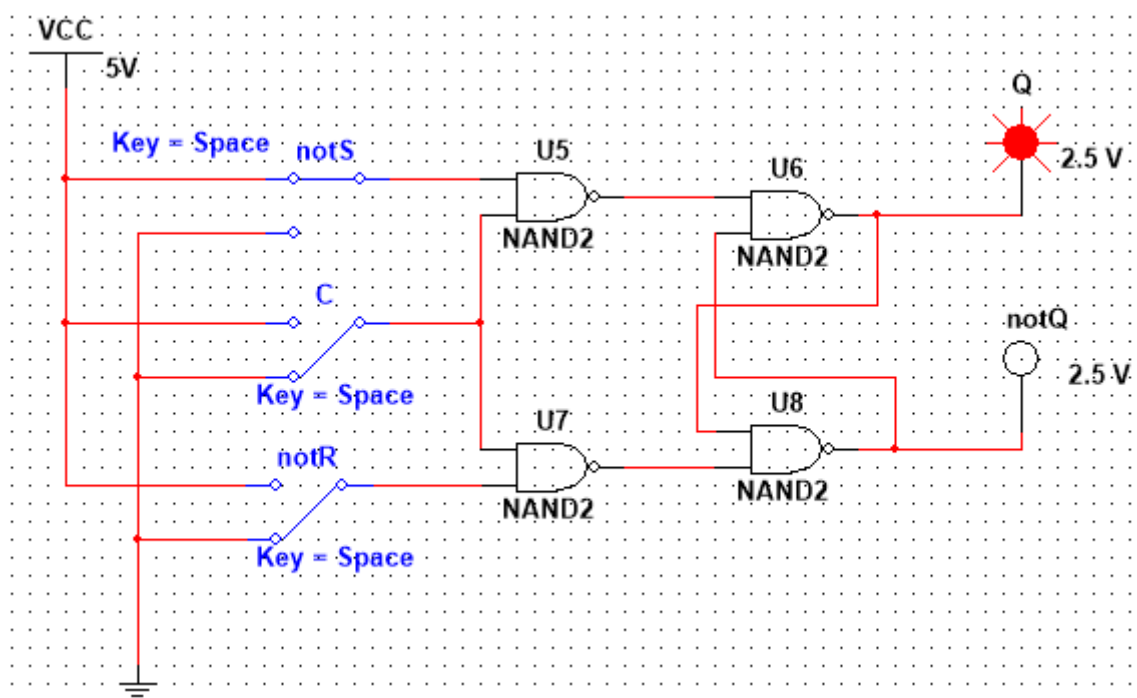 VCC
5V
Key = Space
notS
U5
NAND2
U6
NAND2
Q
2.5 V
C
Key = Space
notQ
2.5 V
U7
NAND2
U8
NAND2
notR
Key = Space